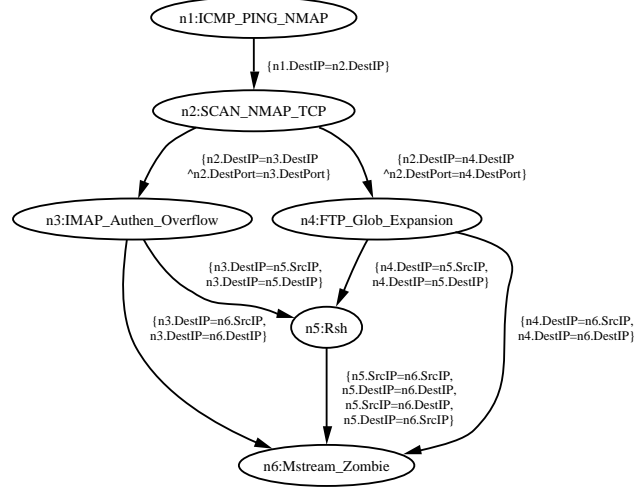 n1:ICMP_PING_NMAP
{n1.DestIP=n2.DestIP}
n2:SCAN_NMAP_TCP
{n2.DestIP=n3.DestIP
^n2.DestPort=n3.DestPort}
{n2.DestIP=n4.DestIP
^n2.DestPort=n4.DestPort}
n3:IMAP_Authen_Overflow
n4:FTP_Glob_Expansion
{n3.DestIP=n5.SrcIP,
n3.DestIP=n5.DestIP}
{n4.DestIP=n5.SrcIP,
n4.DestIP=n5.DestIP}
{n3.DestIP=n6.SrcIP,
n3.DestIP=n6.DestIP}
n5:Rsh
{n4.DestIP=n6.SrcIP,
n4.DestIP=n6.DestIP}
{n5.SrcIP=n6.SrcIP,
n5.DestIP=n6.DestIP,
n5.SrcIP=n6.DestIP,
n5.DestIP=n6.SrcIP}
n6:Mstream_Zombie